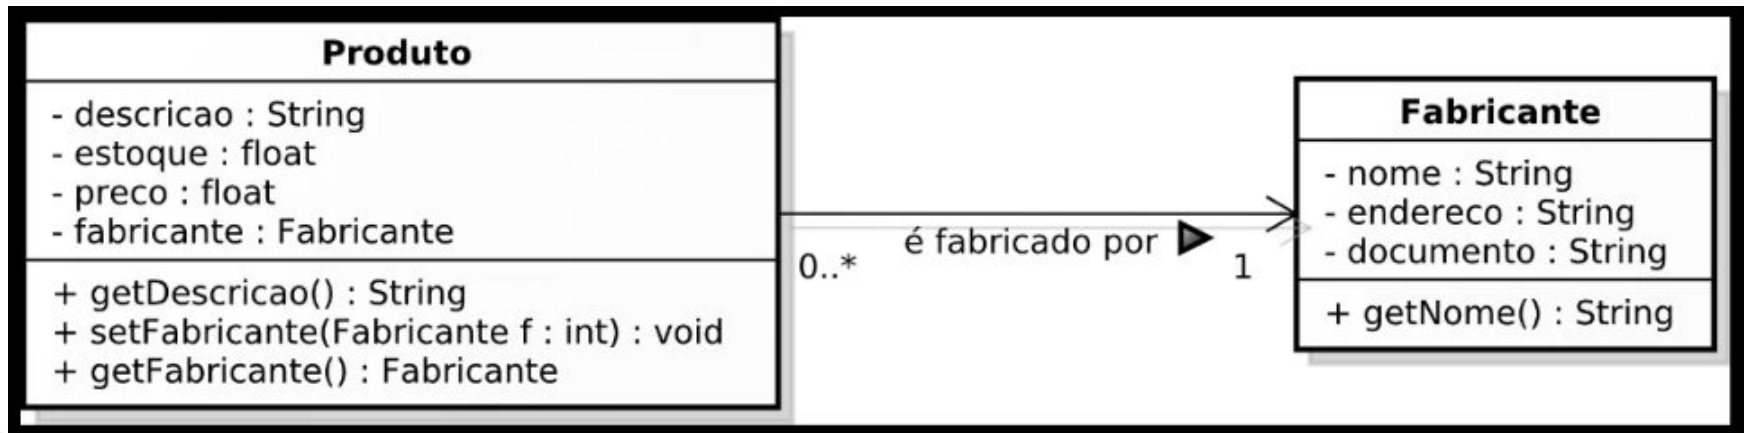 Produto
- descricao : String
- estoque : float
- preco : float
- fabricante : Fabricante
+ getDescricao() : String
+ setFabricante(Fabricante f : int) : void
+ getFabricante() : Fabricante
0..*
é fabricado por
1
Fabricante
- nome : String
- endereco : String
- documento : String
+ getNome() : String